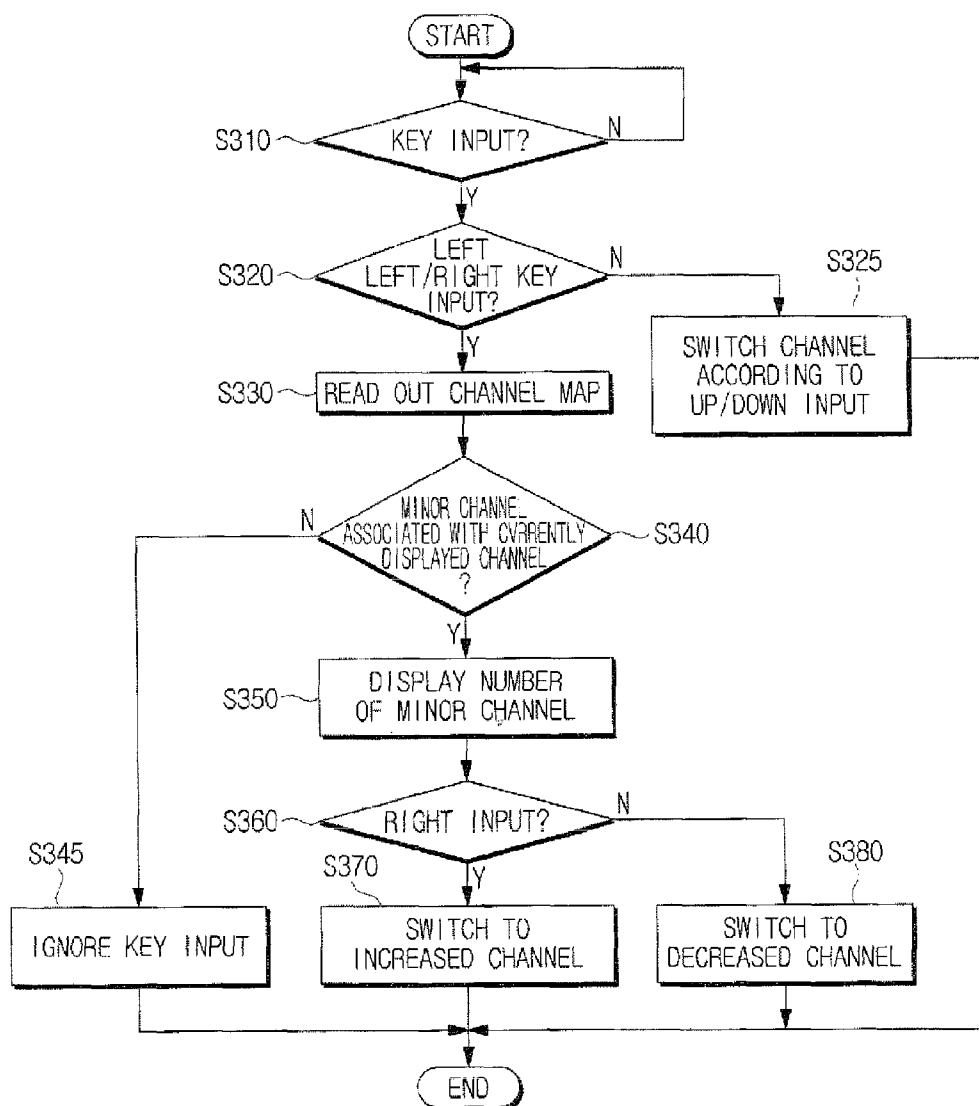 START
S310
KEY INPUT?
N
Y
S320
LEFT
LEFT/RIGHT KEY
INPUT?
N
Y
S325
SWITCH CHANNEL
ACCORDING TO
UP/DOWN INPUT
S330
READ OUT CHANNEL MAP
S340
MINOR CHANNEL
ASSOCIATED WITH CVRRENTLY
DISPLAYED CHANNEL
?
N
Y
S350
DISPLAY NUMBER
OF MINOR CHANNEL
S360
RIGHT INPUT?
N
Y
S345
IGNORE KEY INPUT
S370
SWITCH TO
INCREASED CHANNEL
S380
SWITCH TO
DECREASED CHANNEL
END